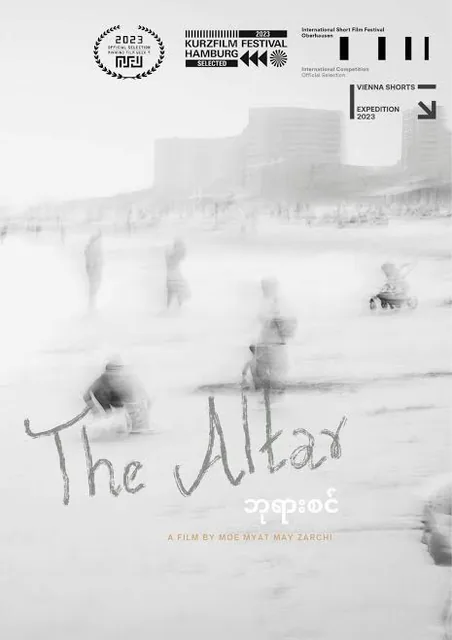 2023
OFFICIAL SELECTION
2023
KURZFILM FESTIVAL
HAMBURG
SELECTED
International Short Film Festival
Oberhausen
International Competition
Official Selection
VIENNA SHORTS
EXPEDITION
2023
The Altar
ဘုရားစင်
A FILM BY MOE MYAT MAY ZARCHI